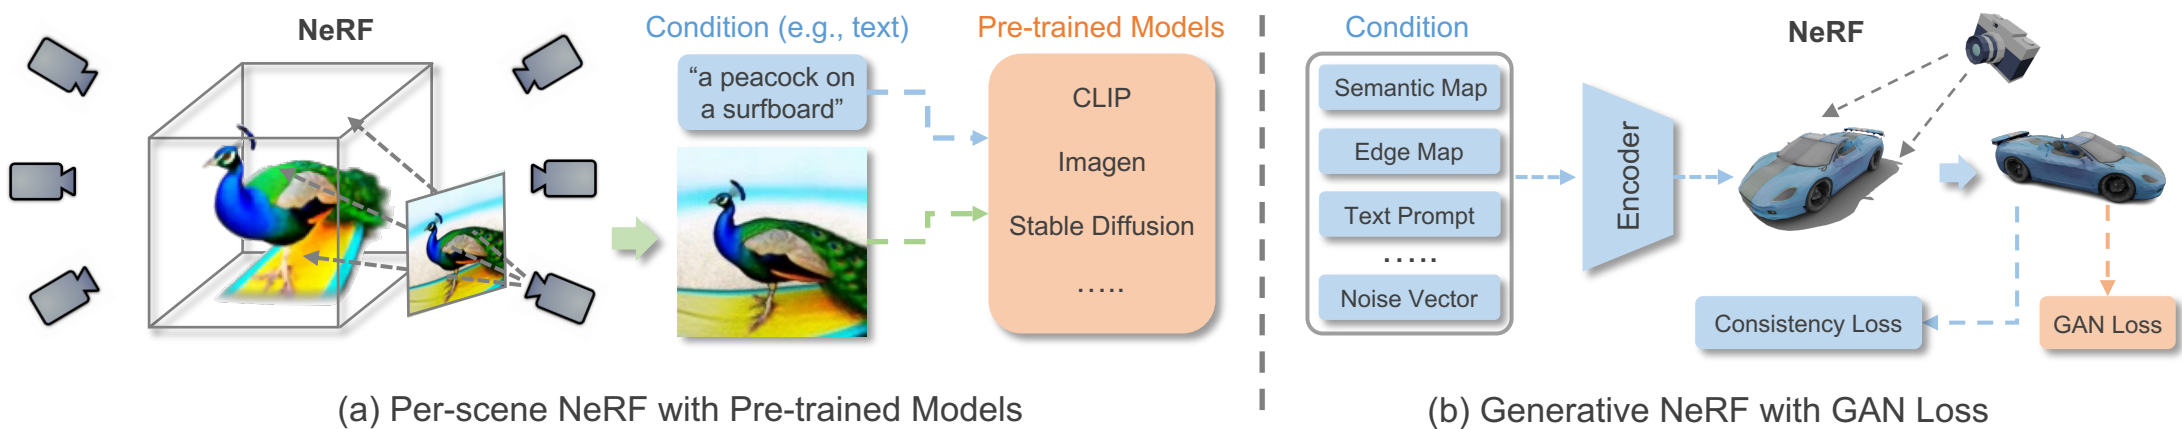 NeRF
Condition (e.g., text)
Pre-trained Models
“a peacock on
a surfboard”
CLIP
Imagen
Stable Diffusion
.....
(a) Per-scene NeRF with Pre-trained Models
Condition
NeRF
Semantic Map
Edge Map
Text Prompt
.....
Noise Vector
Encoder
Consistency Loss
GAN Loss
(b) Generative NeRF with GAN Loss